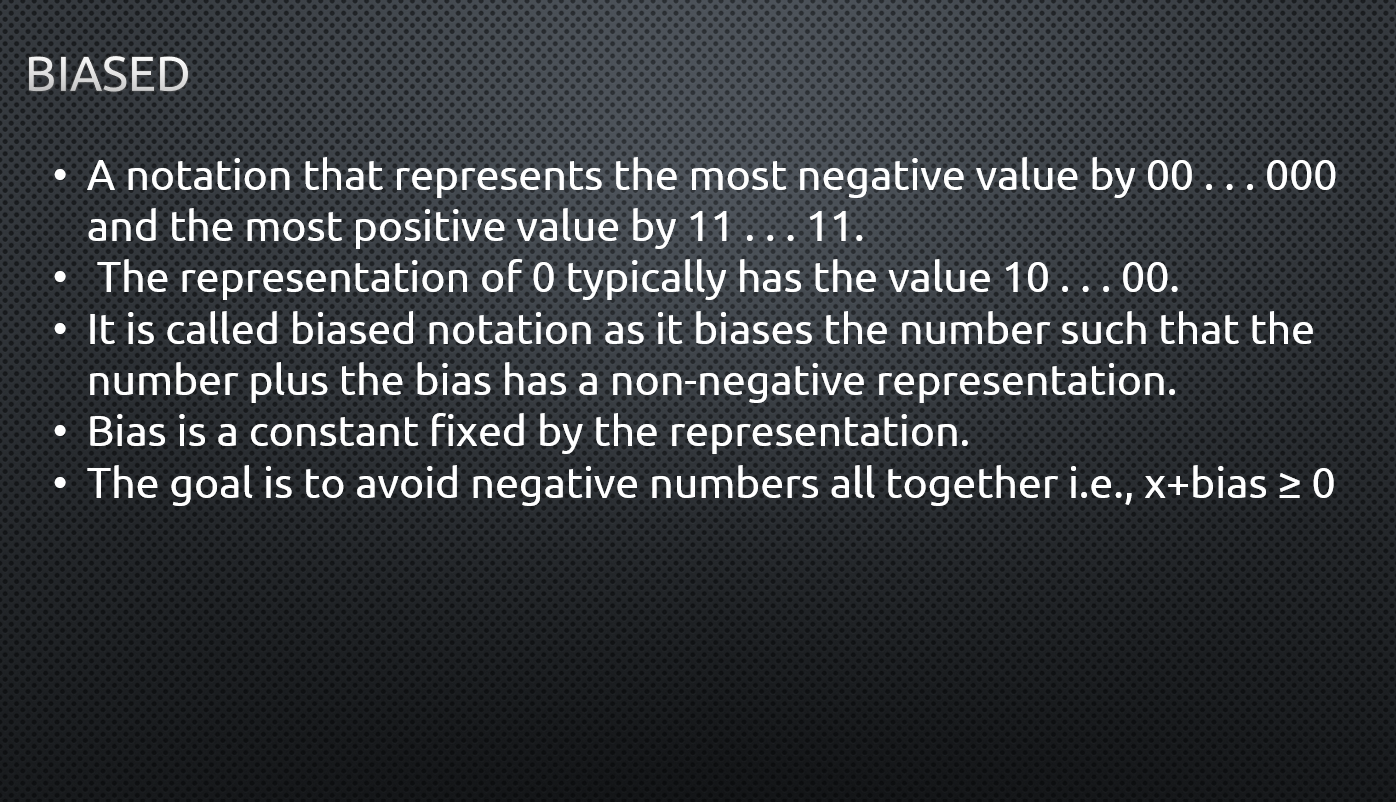 BIASED
• A notation that represents the most negative value by 00 . . . 000
and the most positive value by 11 . . . 11.
• The representation of 0 typically has the value 10 . . . 00.
• It is called biased notation as it biases the number such that the
number plus the bias has a non-negative representation.
• Bias is a constant fixed by the representation.
• The goal is to avoid negative numbers all together i.e., x+bias ≥ 0